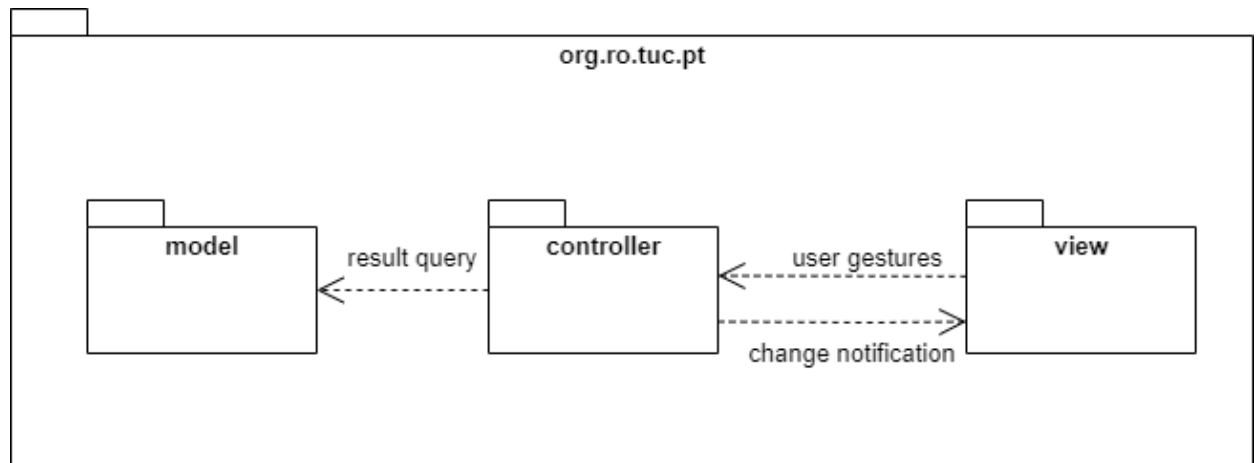 org.ro.tuc.pt
model
result query
controller
user gestures
view
change notification